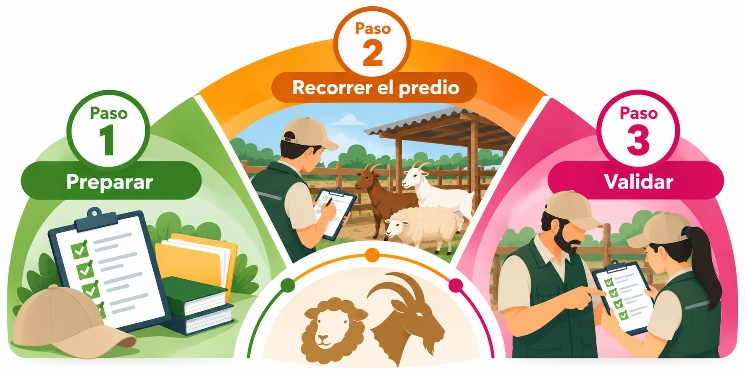 Paso
1
Preparar
Paso
2
Recorrer el predio
Paso
3
Validar